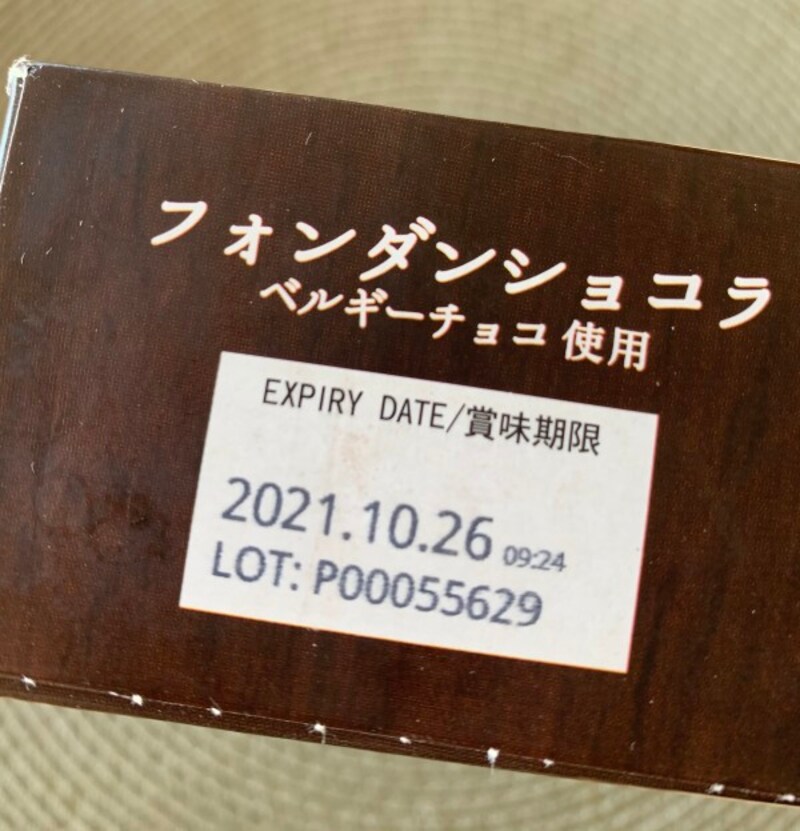 フォンダンショコラ
ベルギーチョコ使用
EXPIRY DATE/賞味期限
2021.10.26 09:24
LOT: P00055629